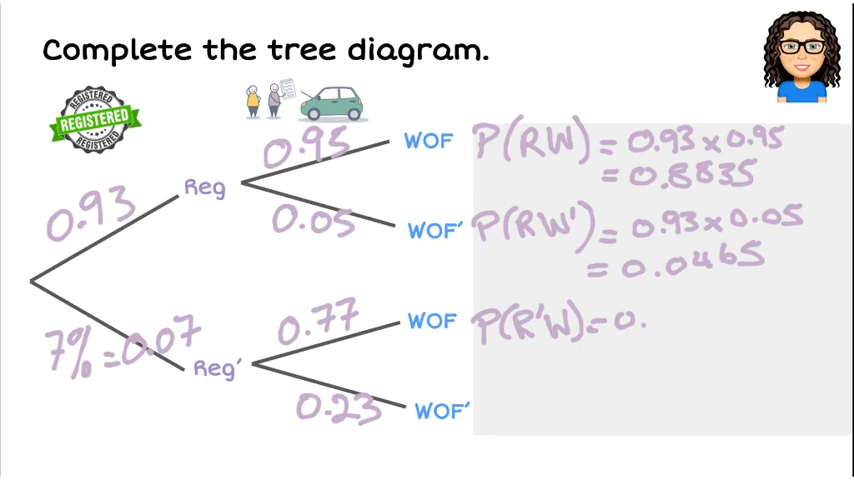 Complete the tree diagram.
REGISTERED
REGISTERED
REGISTERED
0.95
WOF
P(RW) = 0.93 x 0.95
= 0.8835
0.93
Reg
0.05
WOF'
P(RW') = 0.93 x 0.05
= 0.0465
7% = 0.07
Reg'
0.77
WOF
P(R'W) = 0.
0.23
WOF'